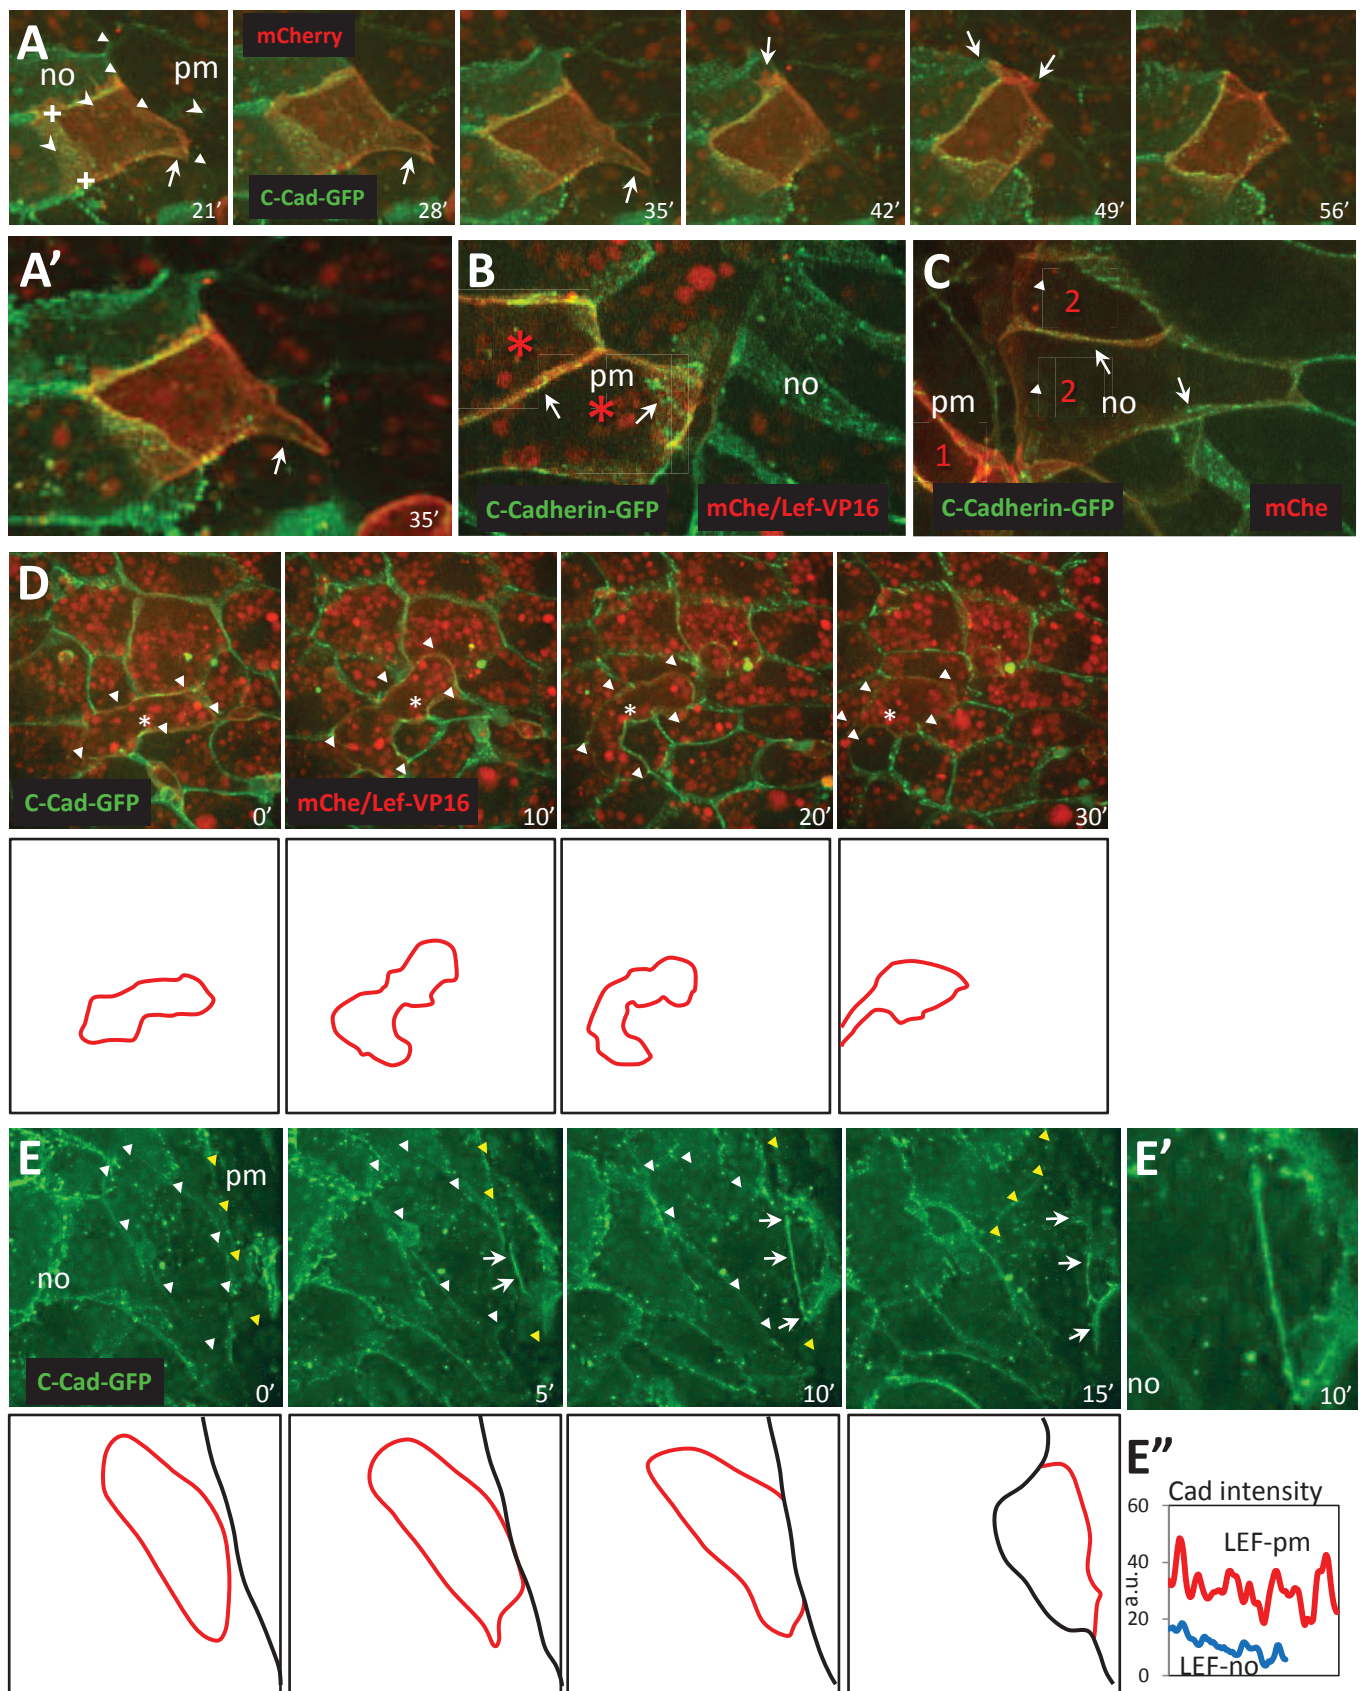 A
no
pm
+
+
21’
mCherry
C-Cad-GFP
28’
35’
42’
49’
56’
A’
35’
B
*
pm
*
no
C-Cadherin-GFP
mChe/Lef-VP16
C
2
2
no
pm
1
C-Cadherin-GFP
mChe
D
*
C-Cad-GFP
0’
*
mChe/Lef-VP16
10’
*
20’
*
30’
E
pm
no
C-Cad-GFP
0’
5’
10’
15’
E’
no
10’
E”
Cad intensity
60
40
20
0
a.u.
LEF-pm
LEF-no